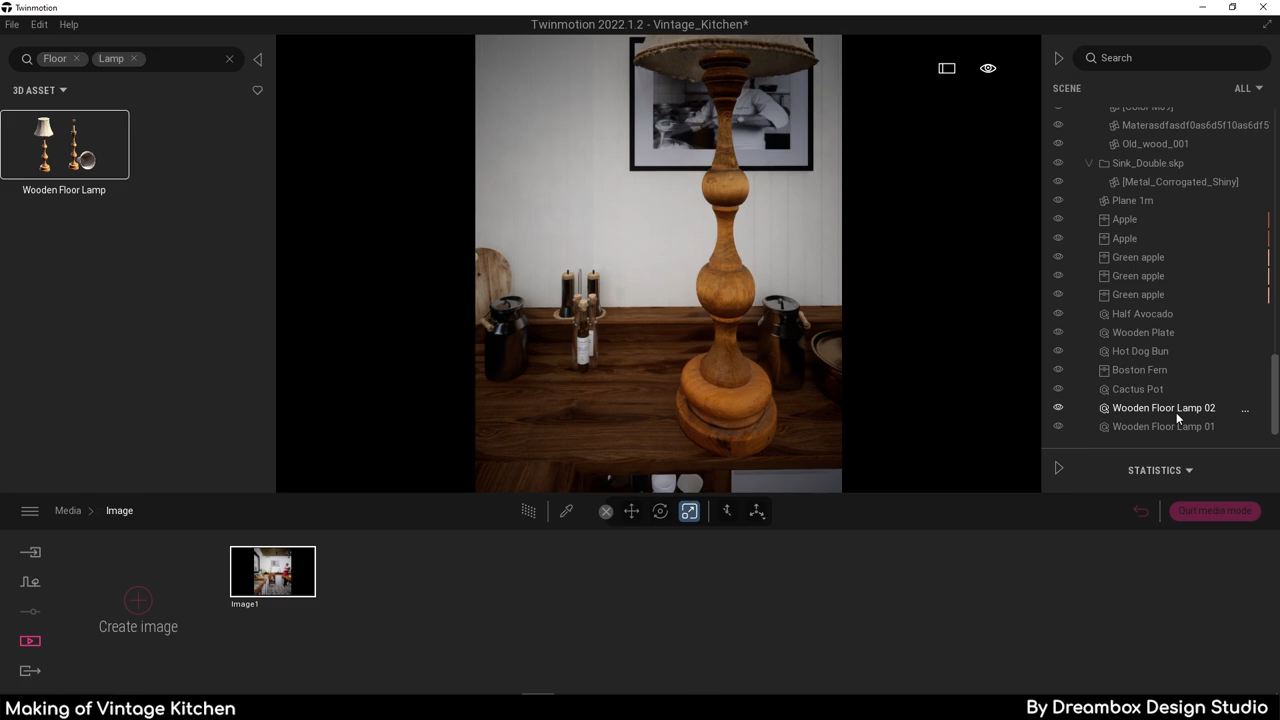 Twinmotion
File Edit Help
Twinmotion 2022.1.2 - Vintage_Kitchen*
Floor Lamp
3D ASSET
Wooden Floor Lamp
Search
SCENE
ALL
[Color M09]
Materasdfasdf0as6d5f10as6df5
Old_wood_001
Sink_Double.skp
[Metal_Corrogated_Shiny]
Plane 1m
Apple
Apple
Green apple
Green apple
Green apple
Half Avocado
Wooden Plate
Hot Dog Bun
Boston Fern
Cactus Pot
Wooden Floor Lamp 02 ...
Wooden Floor Lamp 01
STATISTICS
Media Image
Quit media mode
Create image
Image1
Making of Vintage Kitchen
By Dreambox Design Studio